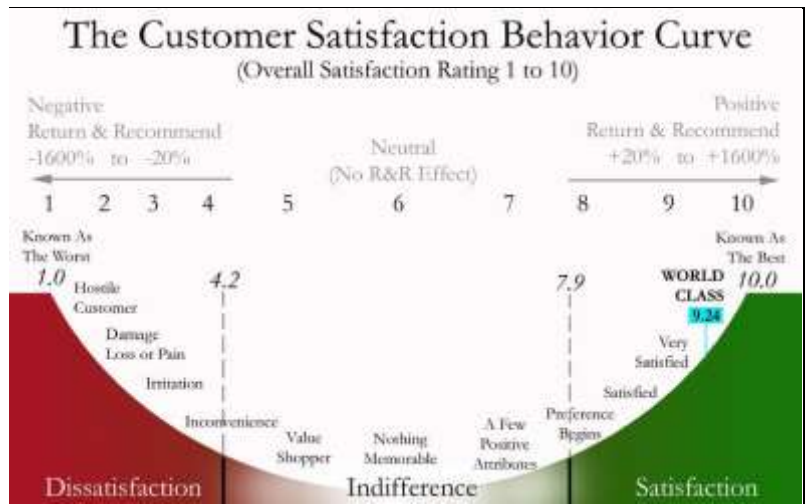 The Customer Satisfaction Behavior Curve
(Overall Satisfaction Rating 1 to 10)
Negative
Return & Recommend
-1600% to -20%
Neutral
(No R&R Effect)
Positive
Return & Recommend
+20% to +1600%
1 2 3 4 5 6 7 8 9 10
Known As
The Worst
1.0
Hostile
Customer
Damage
Loss or Pain
Irritation
Inconvenience
4.2
Value
Shopper
Nothing
Memorable
A Few
Positive
Attributes
7.9
Preference
Begins
Satisfied
Very
Satisfied
WORLD
CLASS
9.24
Known As
The Best
10.0
Dissatisfaction Indifference Satisfaction